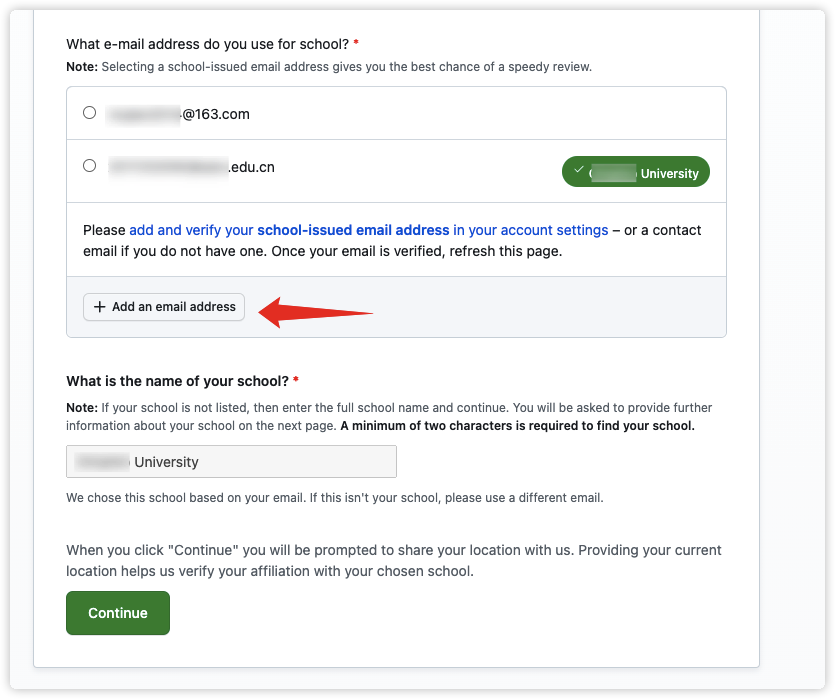 What e-mail address do you use for school? *
Note: Selecting a school-issued email address gives you the best chance of a speedy review.
@163.com
.edu.cn
University
Please add and verify your school-issued email address in your account settings – or a contact
email if you do not have one. Once your email is verified, refresh this page.
+ Add an email address
What is the name of your school? *
Note: If your school is not listed, then enter the full school name and continue. You will be asked to provide further
information about your school on the next page. A minimum of two characters is required to find your school.
University
We chose this school based on your email. If this isn't your school, please use a different email.
When you click "Continue" you will be prompted to share your location with us. Providing your current
location helps us verify your affiliation with your chosen school.
Continue